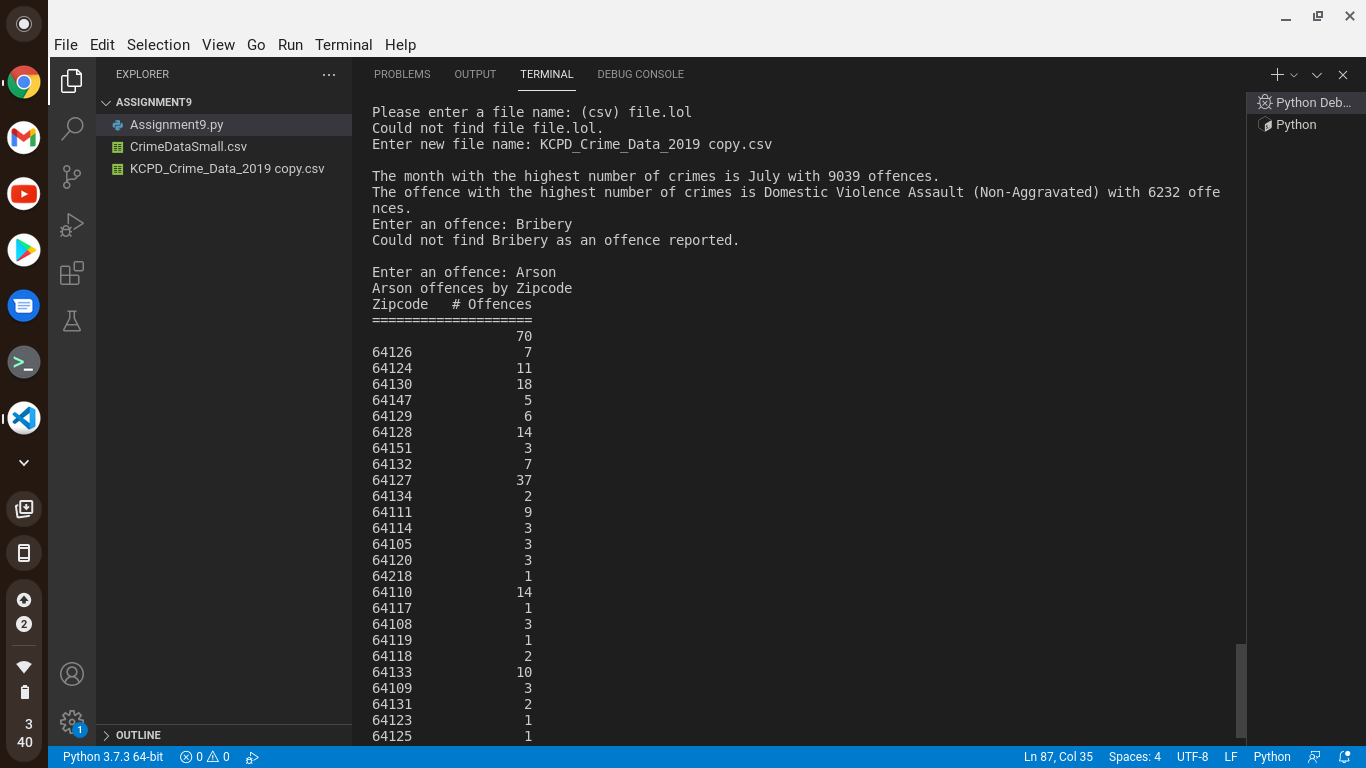 File Edit Selection View Go Run Terminal Help
EXPLORER
ASSIGNMENT9
Assignment9.py
CrimeDataSmall.csv
KCPD_Crime_Data_2019 copy.csv
OUTLINE
PROBLEMS OUTPUT TERMINAL DEBUG CONSOLE
Please enter a file name: (csv) file.lol
Could not find file file.lol.
Enter new file name: KCPD_Crime_Data_2019 copy.csv
The month with the highest number of crimes is July with 9039 offences.
The offence with the highest number of crimes is Domestic Violence Assault (Non-Aggravated) with 6232 offe
nces.
Enter an offence: Bribery
Could not find Bribery as an offence reported.
Enter an offence: Arson
Arson offences by Zipcode
Zipcode # Offences
====================
70
64126 7
64124 11
64130 18
64147 5
64129 6
64128 14
64151 3
64132 7
64127 37
64134 2
64111 9
64114 3
64105 3
64120 3
64218 1
64110 14
64117 1
64108 3
64119 1
64118 2
64133 10
64109 3
64131 2
64123 1
64125 1
Python Deb...
Python
2
3
40
1
Python 3.7.3 64-bit 0 0 Ln 87, Col 35 Spaces: 4 UTF-8 LF Python